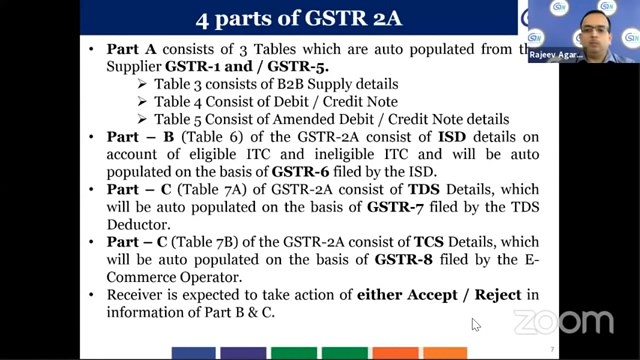 4 parts of GSTR 2A
• Part A consists of 3 Tables which are auto populated from the
Supplier GSTR-1 and / GSTR-5.
➢ Table 3 consists of B2B Supply details
➢ Table 4 Consist of Debit / Credit Note
➢ Table 5 Consist of Amended Debit / Credit Note details
• Part – B (Table 6) of the GSTR-2A consist of ISD details on
account of eligible ITC and ineligible ITC and will be auto
populated on the basis of GSTR-6 filed by the ISD.
• Part – C (Table 7A) of GSTR-2A consist of TDS Details, which
will be auto populated on the basis of GSTR-7 filed by the TDS
Deductor.
• Part – C (Table 7B) of the GSTR-2A consist of TCS Details, which
will be auto populated on the basis of GSTR-8 filed by the E-
Commerce Operator.
• Receiver is expected to take action of either Accept / Reject in
information of Part B & C.
Rajeev Agar...
zoom
7